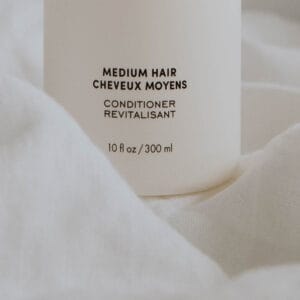 MEDIUM HAIR
CHEVEUX MOYENS
CONDITIONER
REVITALISANT
10 fl oz / 300 ml